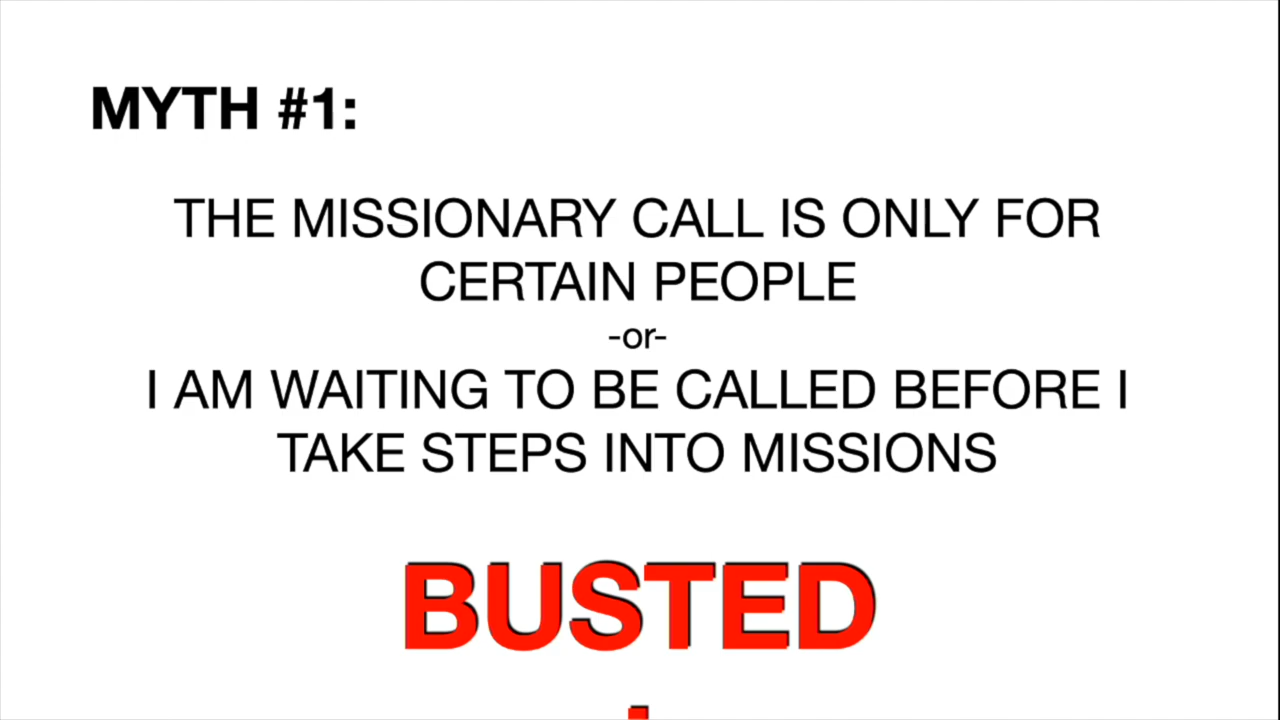 MYTH #1:
THE MISSIONARY CALL IS ONLY FOR
CERTAIN PEOPLE
-or-
I AM WAITING TO BE CALLED BEFORE I
TAKE STEPS INTO MISSIONS
BUSTED